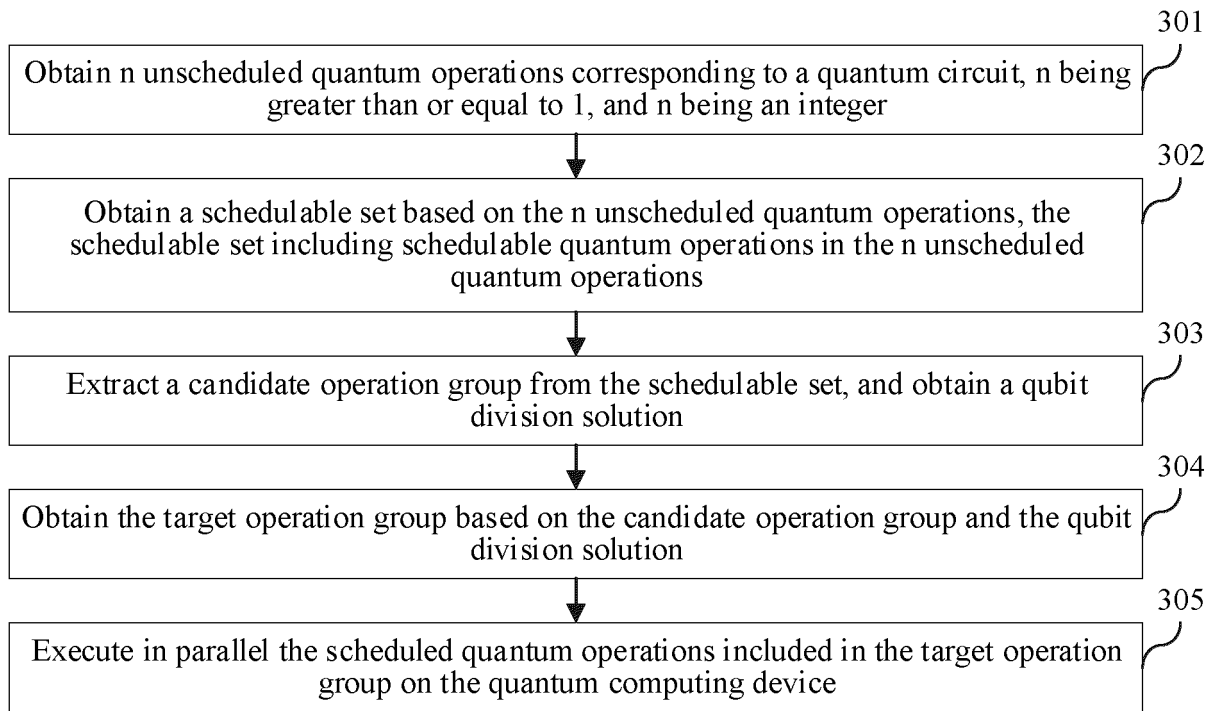 301
Obtain n unscheduled quantum operations corresponding to a quantum circuit, n being
greater than or equal to 1, and n being an integer
302
Obtain a schedulable set based on the n unscheduled quantum operations, the
schedulable set including schedulable quantum operations in the n unscheduled
quantum operations
303
Extract a candidate operation group from the schedulable set, and obtain a qubit
division solution
304
Obtain the target operation group based on the candidate operation group and the qubit
division solution
305
Execute in parallel the scheduled quantum operations included in the target operation
group on the quantum computing device